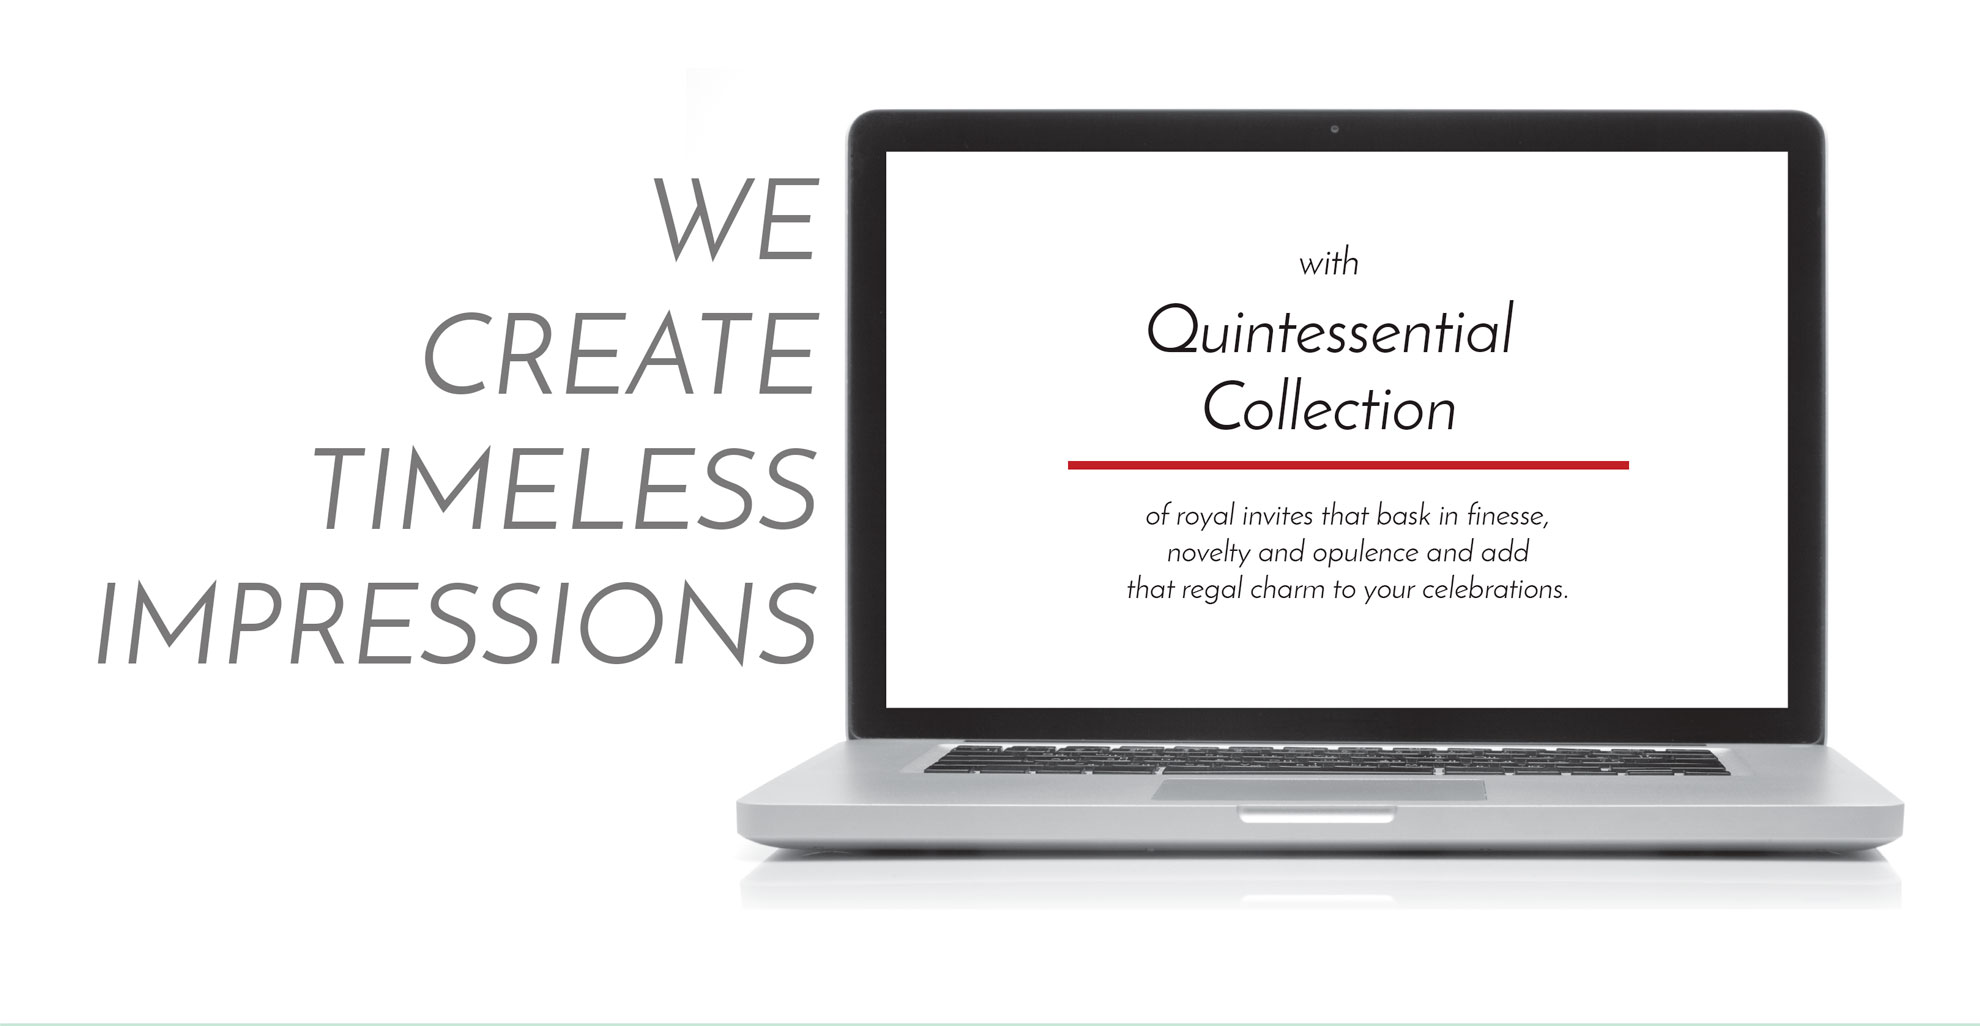 WE
CREATE
TIMELESS
IMPRESSIONS
with
Quintessential
Collection
of royal invites that bask in finesse,
novelty and opulence and add
that regal charm to your celebrations.